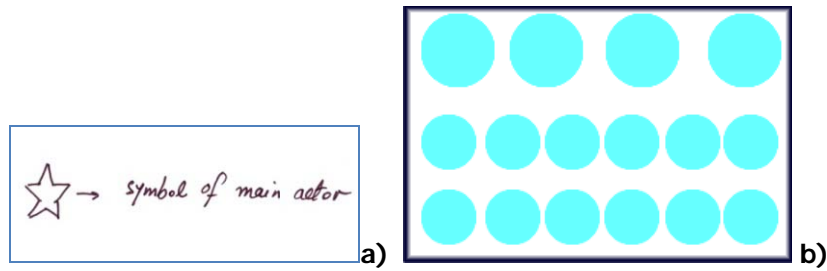 → symbol of main actor
a)
b)